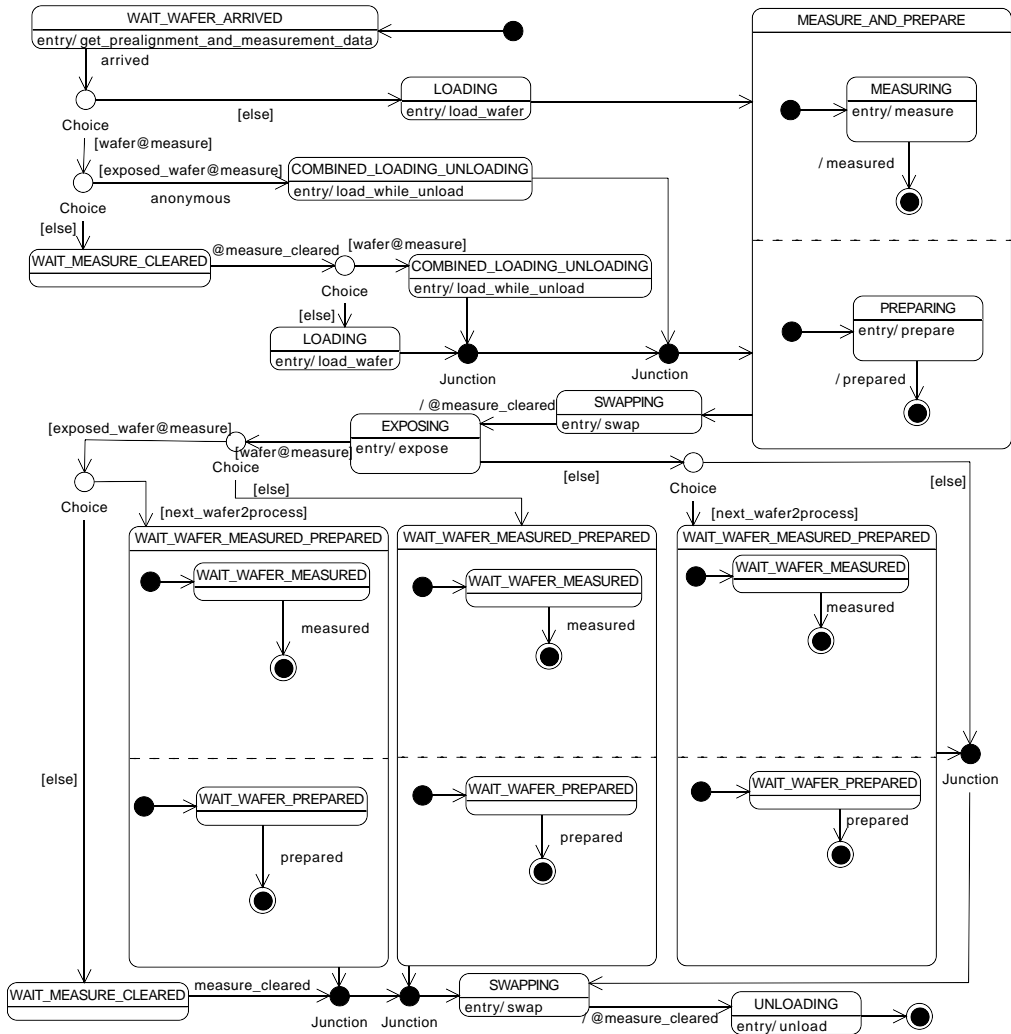 WAIT_WAFER_ARRIVED
entry/ get_prealignment_and_measurement_data
MEASURE_AND_PREPARE
arrived
LOADING
entry/ load_wafer
[else]
Choice
MEASURING
entry/ measure
[wafer@measure]
/ measured
[exposed_wafer@measure]
anonymous
COMBINED_LOADING_UNLOADING
entry/ load_while_unload
Choice
[else]
WAIT_MEASURE_CLEARED
@measure_cleared
[wafer@measure]
Choice
COMBINED_LOADING_UNLOADING
entry/ load_while_unload
[else]
LOADING
entry/ load_wafer
Junction
Junction
PREPARING
entry/ prepare
/ prepared
/ @measure_cleared
SWAPPING
entry/ swap
[exposed_wafer@measure]
EXPOSING
entry/ expose
[wafer@measure]
Choice
[else]
[else]
Choice
[else]
Choice
[next_wafer2process]
[next_wafer2process]
WAIT_WAFER_MEASURED_PREPARED
WAIT_WAFER_MEASURED_PREPARED
WAIT_WAFER_MEASURED_PREPARED
WAIT_WAFER_MEASURED
WAIT_WAFER_MEASURED
WAIT_WAFER_MEASURED
measured
measured
measured
[else]
Junction
WAIT_WAFER_PREPARED
WAIT_WAFER_PREPARED
WAIT_WAFER_PREPARED
prepared
prepared
prepared
WAIT_MEASURE_CLEARED
measure_cleared
Junction
Junction
SWAPPING
entry/ swap
/ @measure_cleared
UNLOADING
entry/ unload